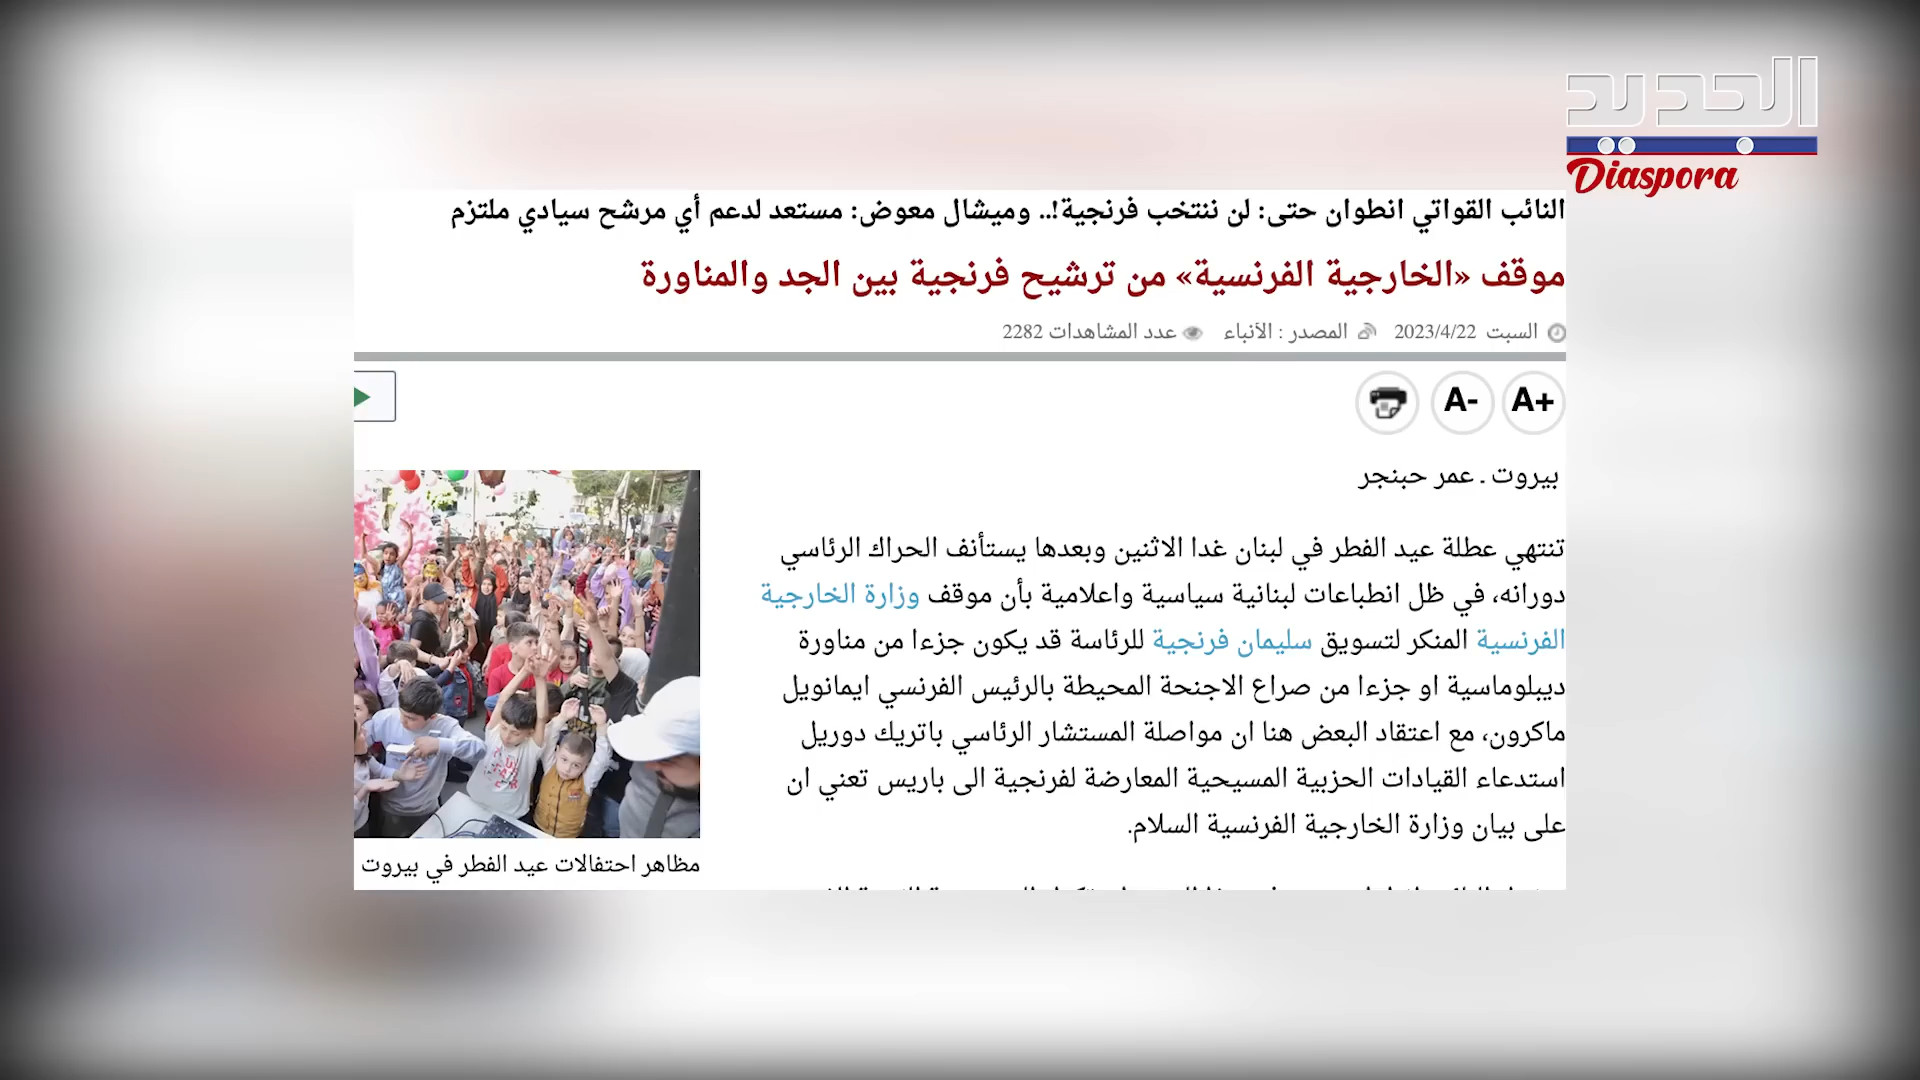 الجديد
Diaspora
النائب القواتي انطوان حتى: لن ننتخب فرنجية!.. وميشال معوض: مستعد لدعم أي مرشح سيادي ملتزم
موقف «الخارجية الفرنسية» من ترشيح فرنجية بين الجد والمناورة
السبت 2023/4/22 المصدر : الأنباء عدد المشاهدات 2282
A+ A-
بيروت ـ عمر حبنجر
تنتهي عطلة عيد الفطر في لبنان غدا الاثنين وبعدها يستأنف الحراك الرئاسي
دورانه، في ظل انطباعات لبنانية سياسية واعلامية بأن موقف وزارة الخارجية
الفرنسية المنكر لتسويق سليمان فرنجية للرئاسة قد يكون جزءا من مناورة
ديبلوماسية او جزءا من صراع الاجنحة المحيطة بالرئيس الفرنسي ايمانويل
ماكرون، مع اعتقاد البعض هنا ان مواصلة المستشار الرئاسي باتريك دوريل
استدعاء القيادات الحزبية المسيحية المعارضة لفرنجية الى باريس تعني ان
على بيان وزارة الخارجية الفرنسية السلام.
مظاهر احتفالات عيد الفطر في بيروت